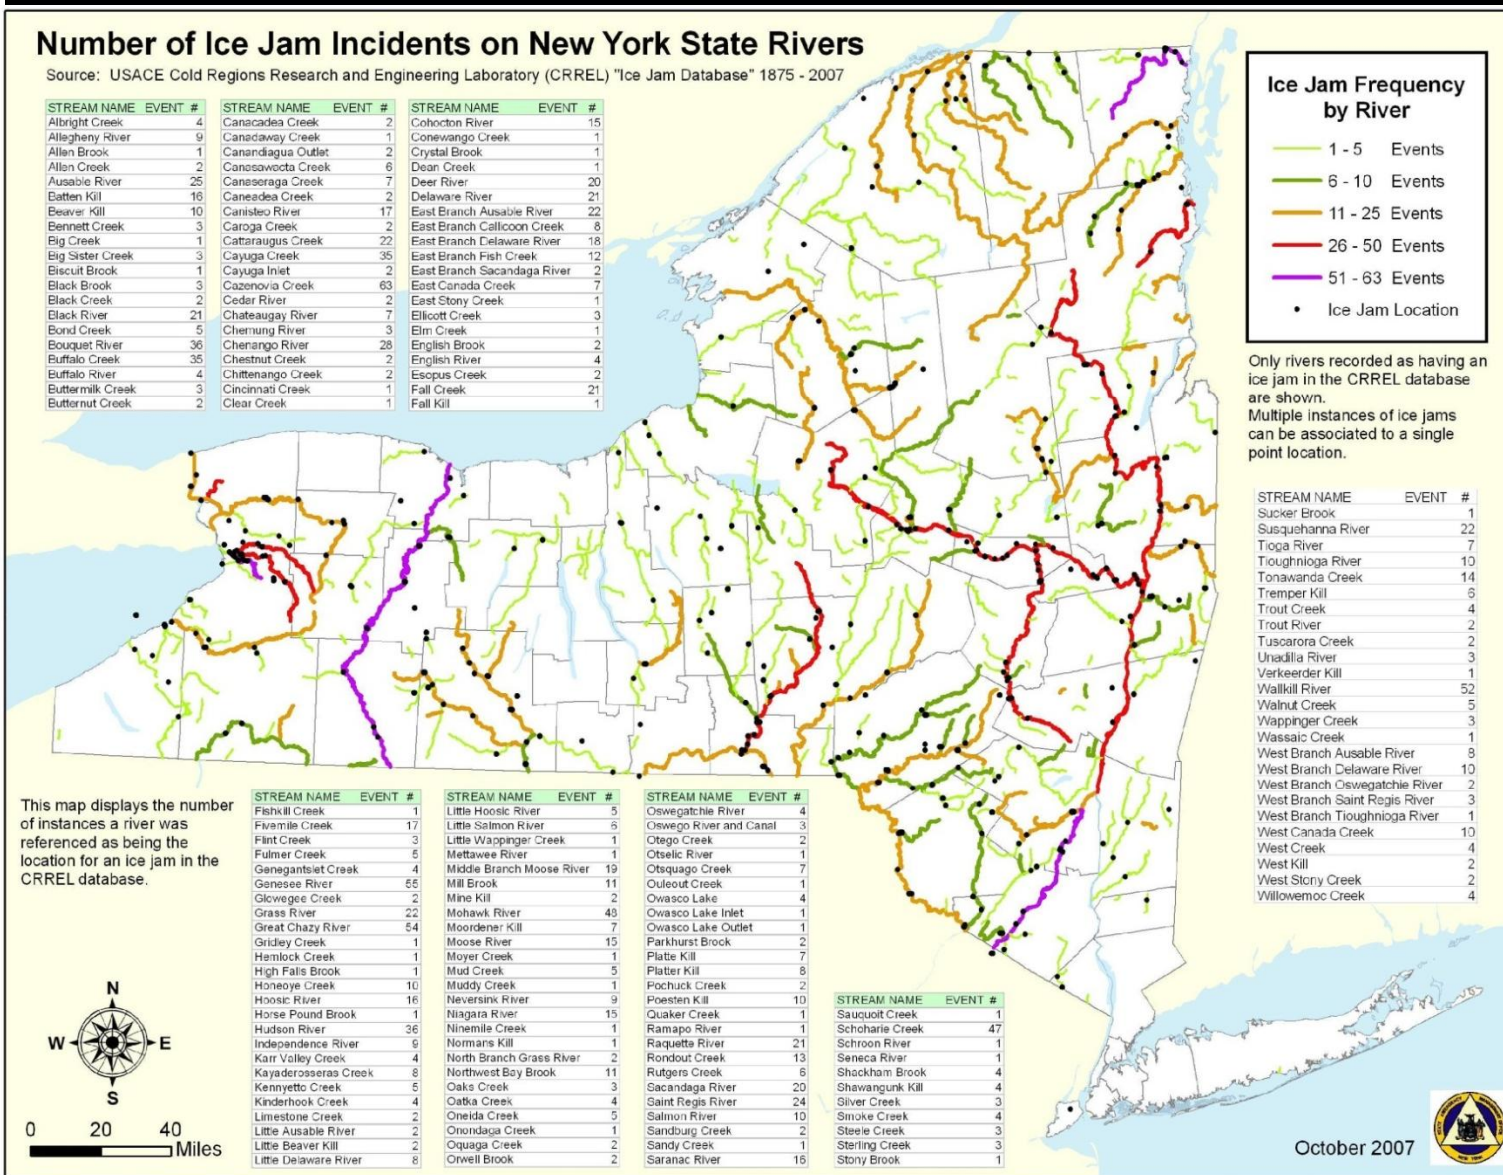 Number of Ice Jam Incidents on New York State Rivers
Source: USACE Cold Regions Research and Engineering Laboratory (CRREL) "Ice Jam Database" 1875 - 2007
STREAM NAME EVENT #
Albright Creek 4
Allegheny River 9
Allen Brook 1
Allen Creek 2
Ausable River 25
Batten Kill 16
Beaver Kill 10
Bennett Creek 3
Big Creek 1
Big Sister Creek 3
Biscuit Brook 1
Black Brook 3
Black Creek 2
Black River 21
Bond Creek 5
Bouquet River 36
Buffalo Creek 35
Buffalo River 4
Buttermilk Creek 3
Butternut Creek 2
STREAM NAME EVENT #
Canacadea Creek 2
Canadaway Creek 1
Canandiagua Outlet 2
Canasawacta Creek 6
Canaseraga Creek 7
Caneadea Creek 2
Canisteo River 17
Caroga Creek 2
Cattaraugus Creek 22
Cayuga Creek 35
Cayuga Inlet 2
Cazenovia Creek 63
Cedar River 2
Chateaugay River 7
Chemung River 3
Chenango River 28
Chestnut Creek 2
Chittenango Creek 2
Cincinnati Creek 1
Clear Creek 1
STREAM NAME EVENT #
Cohocton River 15
Conewango Creek 1
Crystal Brook 1
Dean Creek 1
Deer River 20
Delaware River 21
East Branch Ausable River 22
East Branch Callicoon Creek 8
East Branch Delaware River 18
East Branch Fish Creek 12
East Branch Sacandaga River 2
East Canada Creek 7
East Stony Creek 1
Ellicott Creek 3
Elm Creek 1
English Brook 2
English River 4
Esopus Creek 2
Fall Creek 21
Fall Kill 1
Ice Jam Frequency
by River
1 - 5 Events
6 - 10 Events
11 - 25 Events
26 - 50 Events
51 - 63 Events
Ice Jam Location
Only rivers recorded as having an
ice jam in the CRREL database
are shown.
Multiple instances of ice jams
can be associated to a single
point location.
STREAM NAME EVENT #
Sucker Brook 1
Susquehanna River 22
Tioga River 7
Tioughnioga River 10
Tonawanda Creek 14
Tremper Kill 6
Trout Creek 4
Trout River 2
Tuscarora Creek 2
Unadilla River 3
Verkeerder Kill 1
Wallkill River 52
Walnut Creek 5
Wappinger Creek 3
Wassaic Creek 1
West Branch Ausable River 8
West Branch Delaware River 10
West Branch Oswegatchie River 2
West Branch Saint Regis River 3
West Branch Tioughnioga River 1
West Canada Creek 10
West Creek 4
West Kill 2
West Stony Creek 2
Willowemoc Creek 4
This map displays the number
of instances a river was
referenced as being the
location for an ice jam in the
CRREL database.
STREAM NAME EVENT #
Fishkill Creek 1
Fivemile Creek 17
Flint Creek 3
Fulmer Creek 5
Genegantslet Creek 4
Genesee River 55
Glowegee Creek 2
Grass River 22
Great Chazy River 54
Gridley Creek 1
Hemlock Creek 1
High Falls Brook 1
Honeoye Creek 10
Hoosic River 16
Horse Pound Brook 1
Hudson River 36
Independence River 9
Karr Valley Creek 4
Kayaderosseras Creek 8
Kennyetto Creek 5
Kinderhook Creek 4
Limestone Creek 2
Little Ausable River 2
Little Beaver Kill 2
Little Delaware River 8
STREAM NAME EVENT #
Little Hoosic River 5
Little Salmon River 6
Little Wappinger Creek 1
Mettawee River 1
Middle Branch Moose River 19
Mill Brook 11
Mine Kill 2
Mohawk River 48
Moordener Kill 7
Moose River 15
Moyer Creek 1
Mud Creek 5
Muddy Creek 1
Neversink River 9
Niagara River 15
Ninemile Creek 1
Normans Kill 1
North Branch Grass River 2
Northwest Bay Brook 11
Oaks Creek 3
Oatka Creek 4
Oneida Creek 5
Onondaga Creek 1
Oquaga Creek 2
Orwell Brook 2
STREAM NAME EVENT #
Oswegatchie River 4
Oswego River and Canal 3
Otego Creek 2
Otselic River 1
Otsquago Creek 7
Ouleout Creek 1
Owasco Lake 4
Owasco Lake Inlet 1
Owasco Lake Outlet 1
Parkhurst Brook 2
Platte Kill 7
Platter Kill 8
Pochuck Creek 2
Poesten Kill 10
Quaker Creek 1
Ramapo River 1
Raquette River 21
Rondout Creek 13
Rutgers Creek 6
Sacandaga River 20
Saint Regis River 24
Salmon River 10
Sandburg Creek 2
Sandy Creek 1
Saranac River 16
STREAM NAME EVENT #
Sauquoit Creek 1
Schoharie Creek 47
Schroon River 1
Seneca River 1
Shackham Brook 4
Shawangunk Kill 4
Silver Creek 3
Smoke Creek 4
Steele Creek 3
Sterling Creek 3
Stony Brook 1
N
W E
S
0 20 40
Miles
October 2007